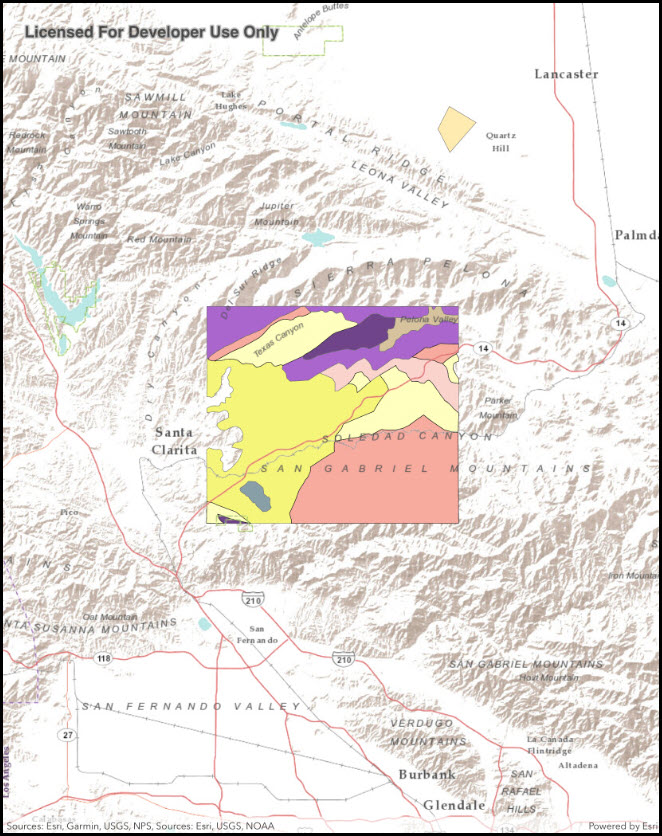 Licensed For Developer Use Only
Antelope Buttes
E MOUNTAIN
Lancaster
SAWMILL
MOUNTAIN
Lake
Hughes
PORTAL RIDGE
Redrock
Mountain
Sawtooth
Mountain
Quartz
Hill
Lake Canyon
LEONA VALLEY
Warm
Springs
Mountain
Jupiter
Mountain
Red Mountain
Palmda
Del Sur Ridge
SIERRA PELONA
Dry Canyon
Pelona Valley
14
Texas Canyon
14
Parker
Mountain
Santa
Clarita
SOLEDAD CANYON
SAN GABRIEL MOUNTAINS
Pico
AINS
S
Iron Mountai
210
Oat Mountain
NTA SUSANNA MOUNTAINS
San
Fernando
118
210
SAN GABRIEL MOUNTAINS
Hoyt Mountain
SAN FERNANDO VALLEY
VERDUGO
MOUNTAINS
27
La Cañada
Flintridge
Altadena
Los Angeles
Burbank
SAN
RAFAEL
HILLS
Glendale
Calabasas
134
Sources: Esri, Garmin, USGS, NPS, Sources: Esri, USGS, NOAA
Powered by Esri